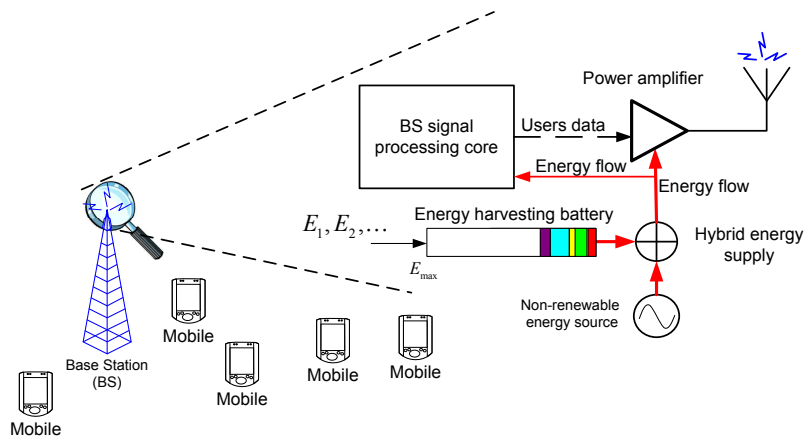 Power amplifier
BS signal
processing core
Users data
Energy flow
Energy flow
E1, E2,...
Energy harvesting battery
Emax
Hybrid energy
supply
Non-renewable
energy source
Mobile
Mobile
Mobile
Mobile
Mobile
Base Station
(BS)